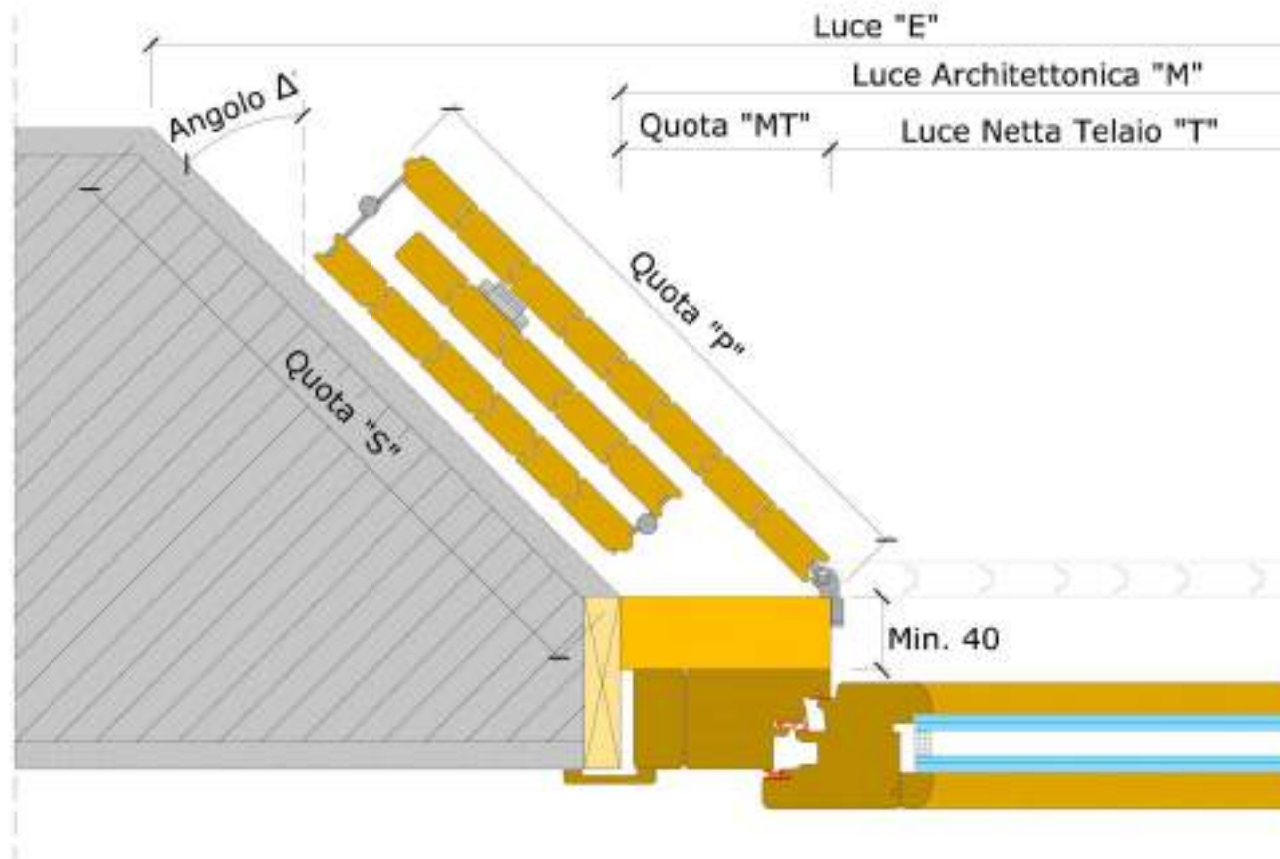 Luce "E"
Luce Architettonica "M"
Angolo Δ
Quota "MT"
Luce Netta Telaio "T"
Quota "P"
Quota "S"
Min. 40